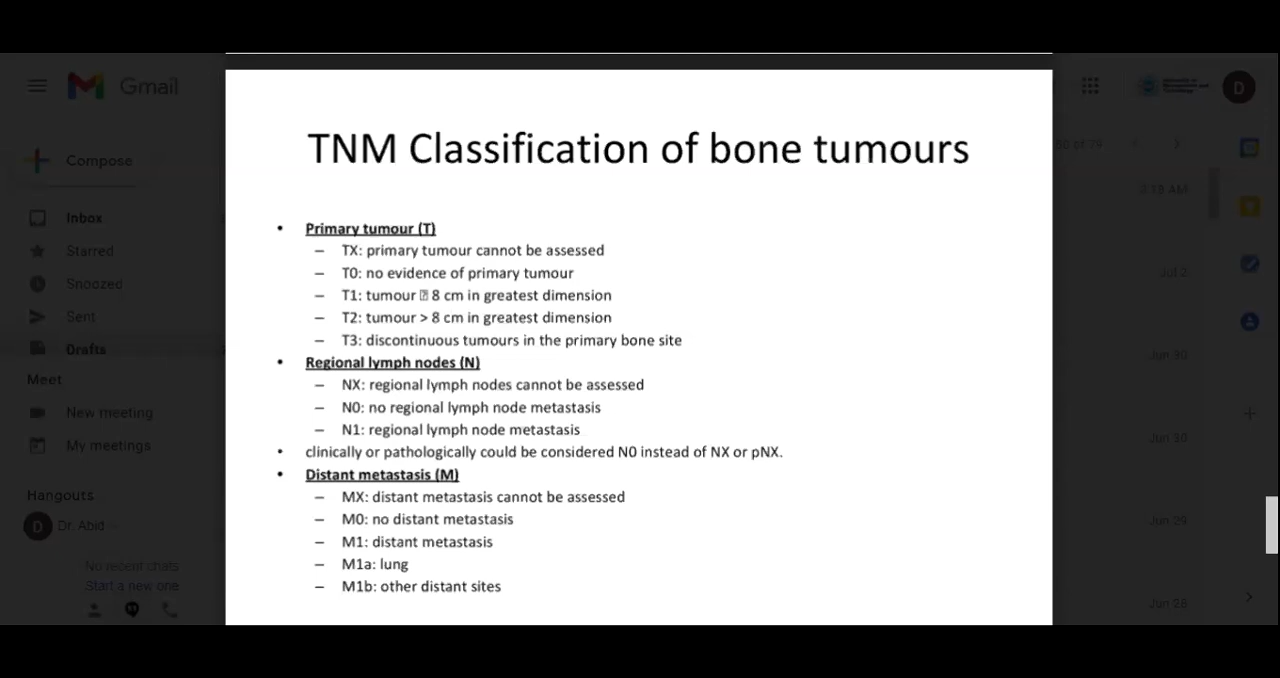 Gmail
D
TNM Classification of bone tumours
Compose
Inbox
Starred
Snoozed
Sent
Drafts
Meet
New meeting
My meetings
Hangouts
D Dr. Abid
No recent chats
Start a new one
• Primary tumour (T)
– TX: primary tumour cannot be assessed
– T0: no evidence of primary tumour
– T1: tumour 8 cm in greatest dimension
– T2: tumour > 8 cm in greatest dimension
– T3: discontinuous tumours in the primary bone site
• Regional lymph nodes (N)
– NX: regional lymph nodes cannot be assessed
– N0: no regional lymph node metastasis
– N1: regional lymph node metastasis
• clinically or pathologically could be considered N0 instead of NX or pNX.
• Distant metastasis (M)
– MX: distant metastasis cannot be assessed
– M0: no distant metastasis
– M1: distant metastasis
– M1a: lung
– M1b: other distant sites
of 79
Jul 2
Jun 30
Jun 30
Jun 29
Jun 28